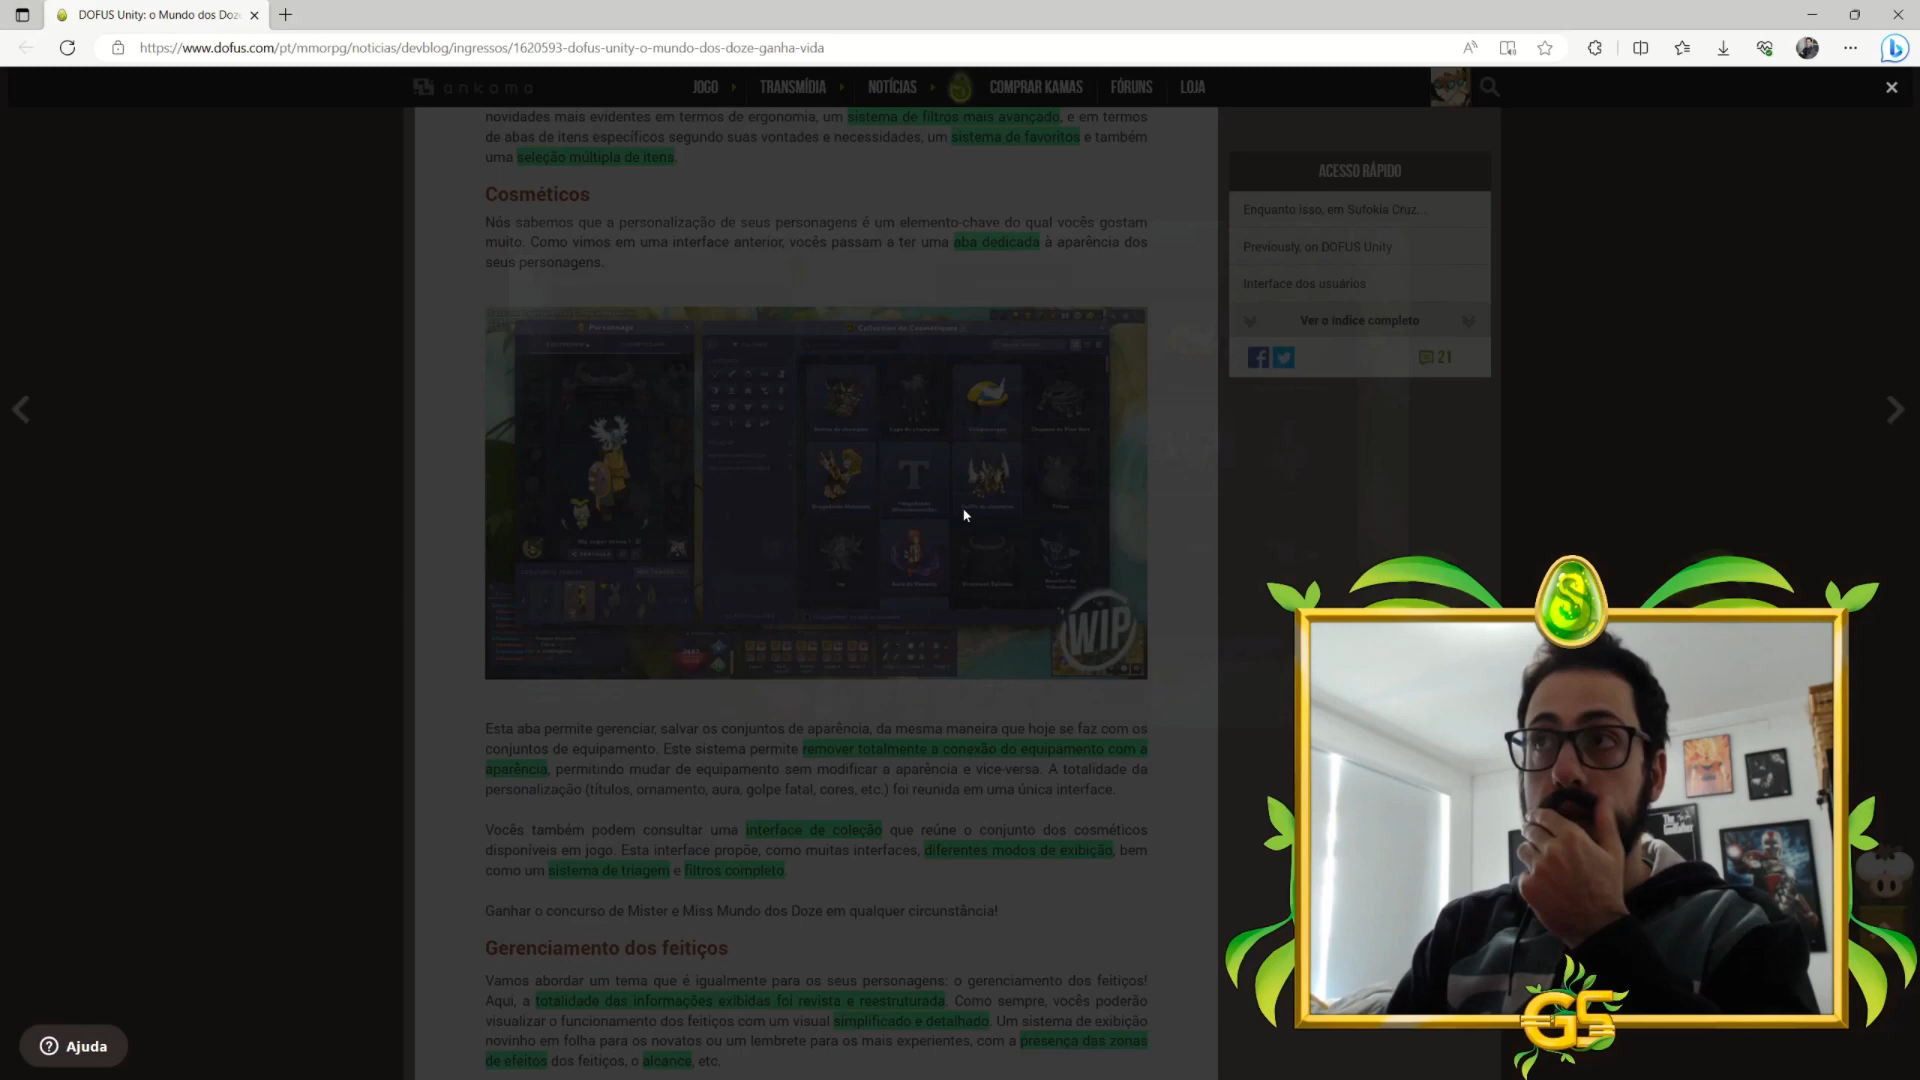 DOFUS Unity: o Mundo dos Doze
https://www.dofus.com/pt/mmorpg/noticias/devblog/ingressos/1620593-dofus-unity-o-mundo-dos-doze-ganha-vida
ankama
JOGO
TRANSMÍDIA
NOTÍCIAS
COMPRAR KAMAS
FÓRUNS
LOJA
novidades mais evidentes em termos de ergonomia, um sistema de filtros mais avançado, e em termos
de abas de itens específicos segundo suas vontades e necessidades, um sistema de favoritos e também
uma seleção múltipla de itens.
Cosméticos
Nós sabemos que a personalização de seus personagens é um elemento-chave do qual vocês gostam
muito. Como vimos em uma interface anterior, vocês passam a ter uma aba dedicada à aparência dos
seus personagens.
Personnage
Collection de Cosmétiques
WIP
Esta aba permite gerenciar, salvar os conjuntos de aparência, da mesma maneira que hoje se faz com os
conjuntos de equipamento. Este sistema permite remover totalmente a conexão do equipamento com a
aparência, permitindo mudar de equipamento sem modificar a aparência e vice-versa. A totalidade da
personalização (títulos, ornamento, aura, golpe fatal, cores, etc.) foi reunida em uma única interface.
Vocês também podem consultar uma interface de coleção que reúne o conjunto dos cosméticos
disponíveis em jogo. Esta interface propõe, como muitas interfaces, diferentes modos de exibição, bem
como um sistema de triagem e filtros completo.
Ganhar o concurso de Mister e Miss Mundo dos Doze em qualquer circunstância!
Gerenciamento dos feitiços
Vamos abordar um tema que é igualmente para os seus personagens: o gerenciamento dos feitiços!
Aqui, a totalidade das informações exibidas foi revista e reestruturada. Como sempre, vocês poderão
visualizar o funcionamento dos feitiços com um visual simplificado e detalhado. Um sistema de exibição
novinho em folha para os novatos ou um lembrete para os mais experientes, com a presença das zonas
de efeitos dos feitiços, o alcance, etc.
ACESSO RÁPIDO
Enquanto isso, em Sufokia Cruz...
Previously, on DOFUS Unity
Interface dos usuários
Ver o índice completo
21
Ajuda
S
GS